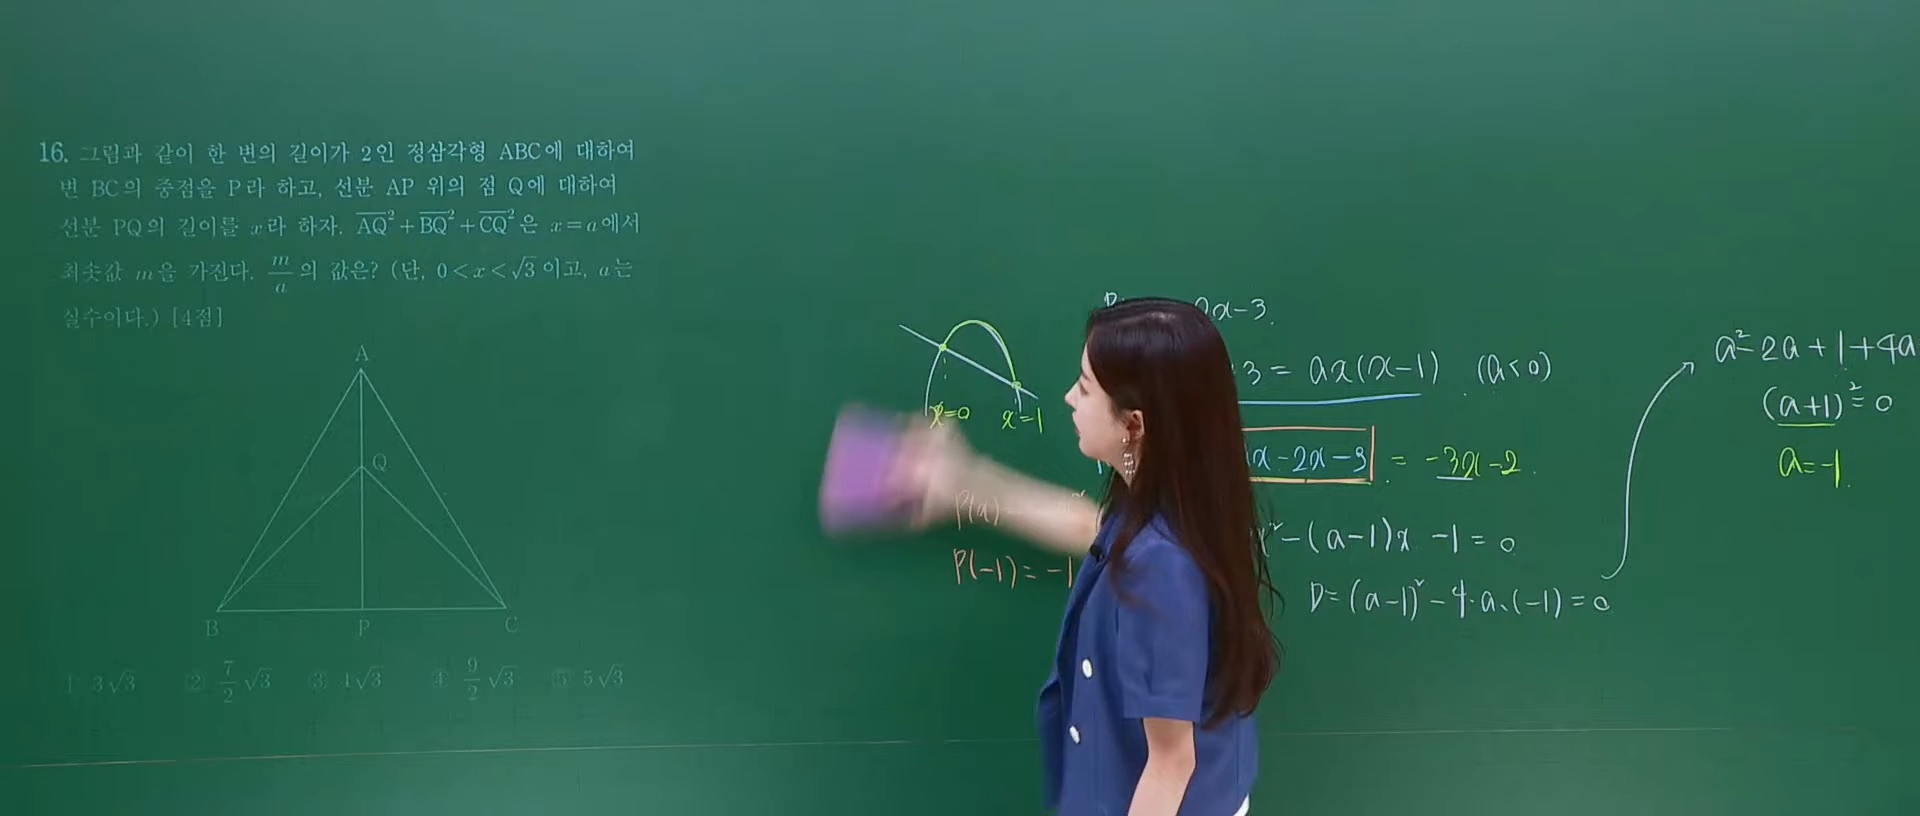 16. 그림과 같이 한 변의 길이가 2인 정삼각형 ABC에 대하여
변 BC의 중점을 P라 하고, 선분 AP 위의 점 Q에 대하여
선분 PQ의 길이를 x라 하자. AQ² + BQ² + CQ²은 x=a에서
최솟값 m을 가진다. m/a의 값은? (단, 0<x<√3이고, a는
실수이다.) [4점]
A
Q
B P C
① 3√3 ② 7/2 √3 ③ 4√3 ④ 9/2 √3 ⑤ 5√3
x=0 x=1
P(-1) = -1
2x-3.
3 = ax(x-1) (a<0)
x-2x-3 = -3x-2.
-(a-1)x -1=0
D=(a-1)²-4·a·(-1)=0
a²-2a+1+4a
(a+1)²=0
a=-1.